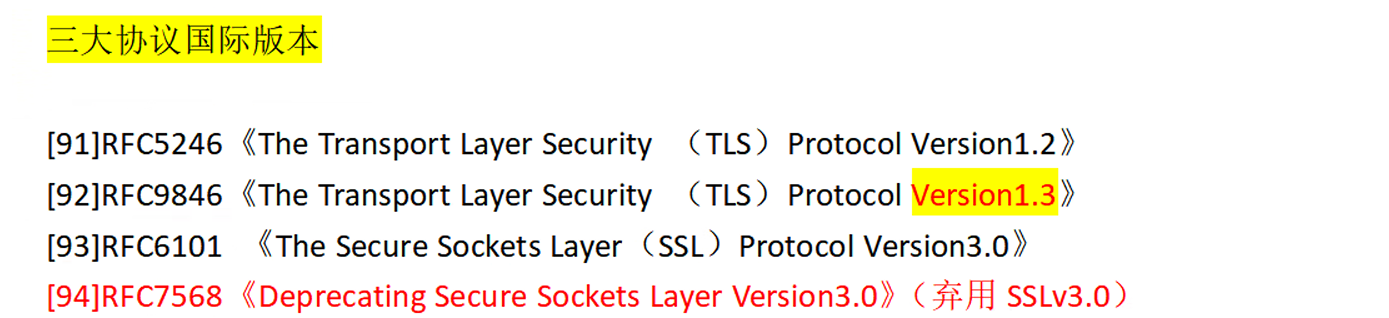 三大协议国际版本
[91]RFC5246《The Transport Layer Security （TLS）Protocol Version1.2》
[92]RFC9846《The Transport Layer Security （TLS）Protocol Version1.3》
[93]RFC6101 《The Secure Sockets Layer（SSL）Protocol Version3.0》
[94]RFC7568《Deprecating Secure Sockets Layer Version3.0》（弃用 SSLv3.0）